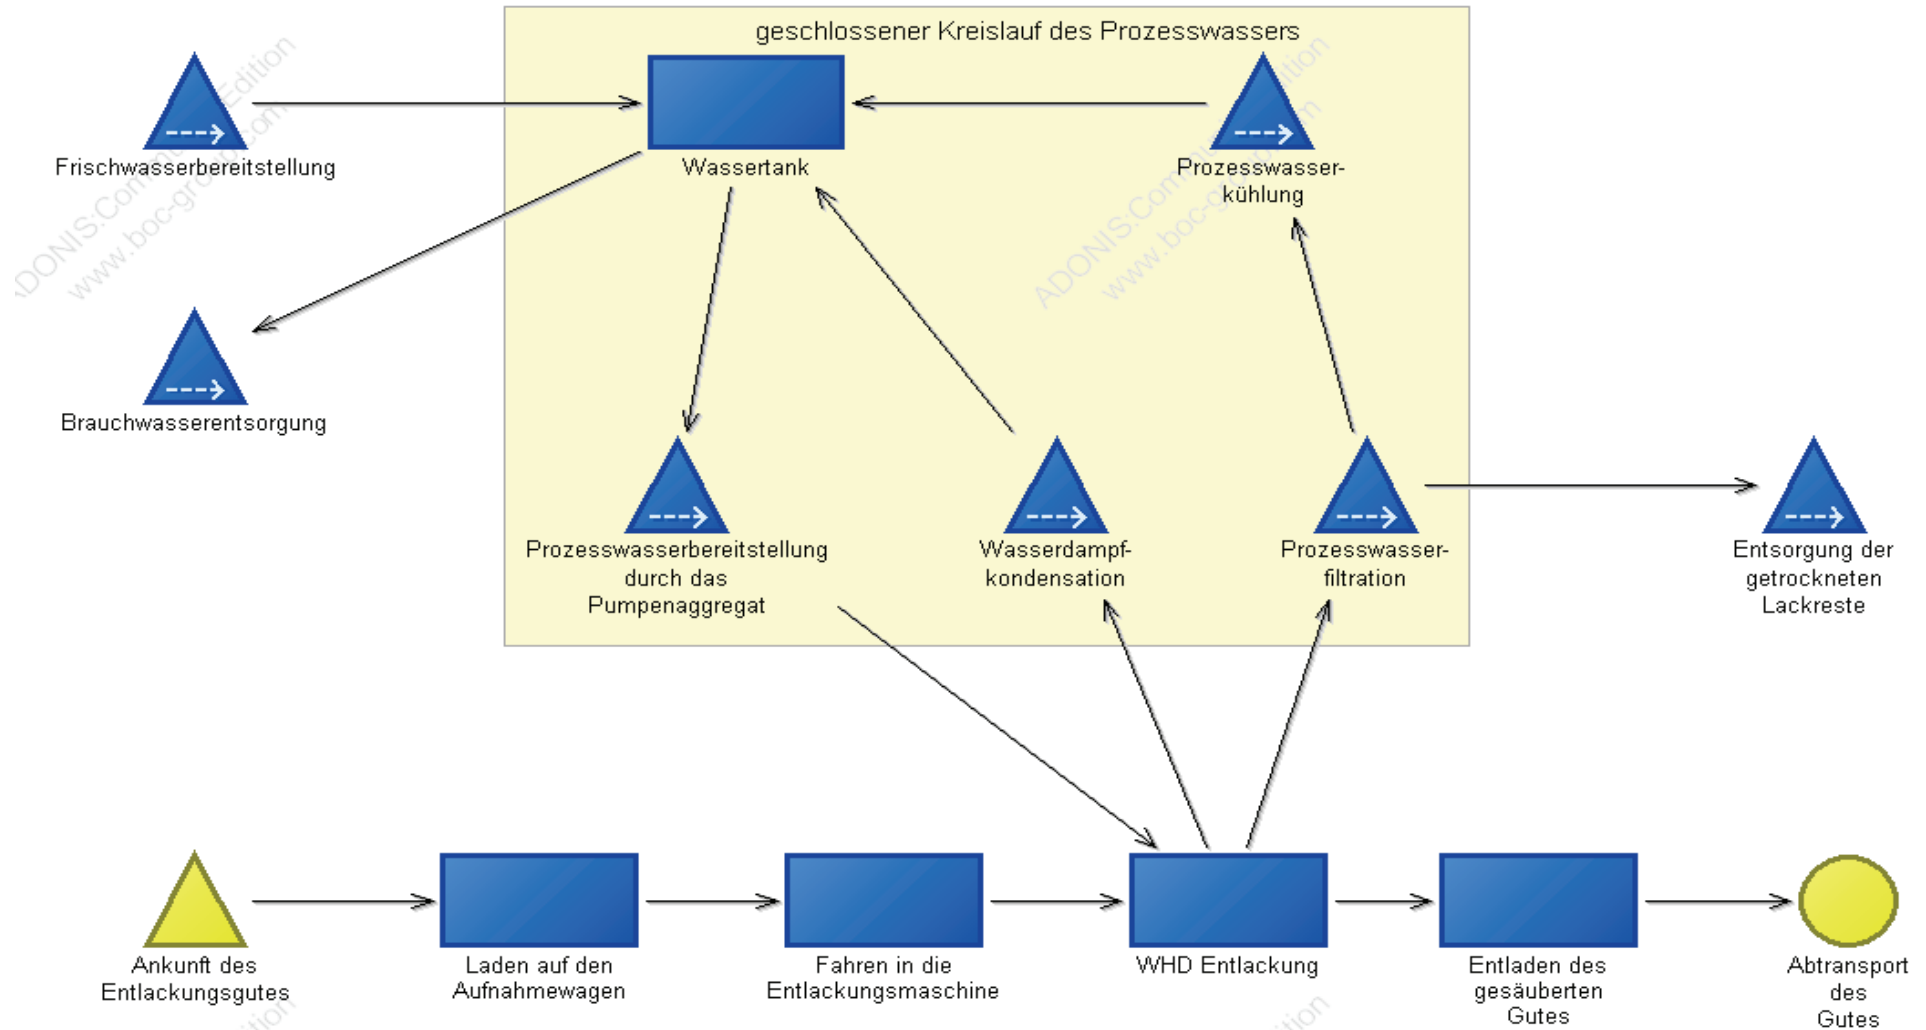 geschlossener Kreislauf des Prozesswassers
Frischwasserbereitstellung
Wassertank
Prozesswasser-
kühlung
Brauchwasserentsorgung
Prozesswasserbereitstellung
durch das
Pumpenaggregat
Wasserdampf-
kondensation
Prozesswasser-
filtration
Entsorgung der
getrockneten
Lackreste
Ankunft des
Entlackungsgutes
Laden auf den
Aufnahmewagen
Fahren in die
Entlackungsmaschine
WHD Entlackung
Entladen des
gesäuberten
Gutes
Abtransport
des
Gutes